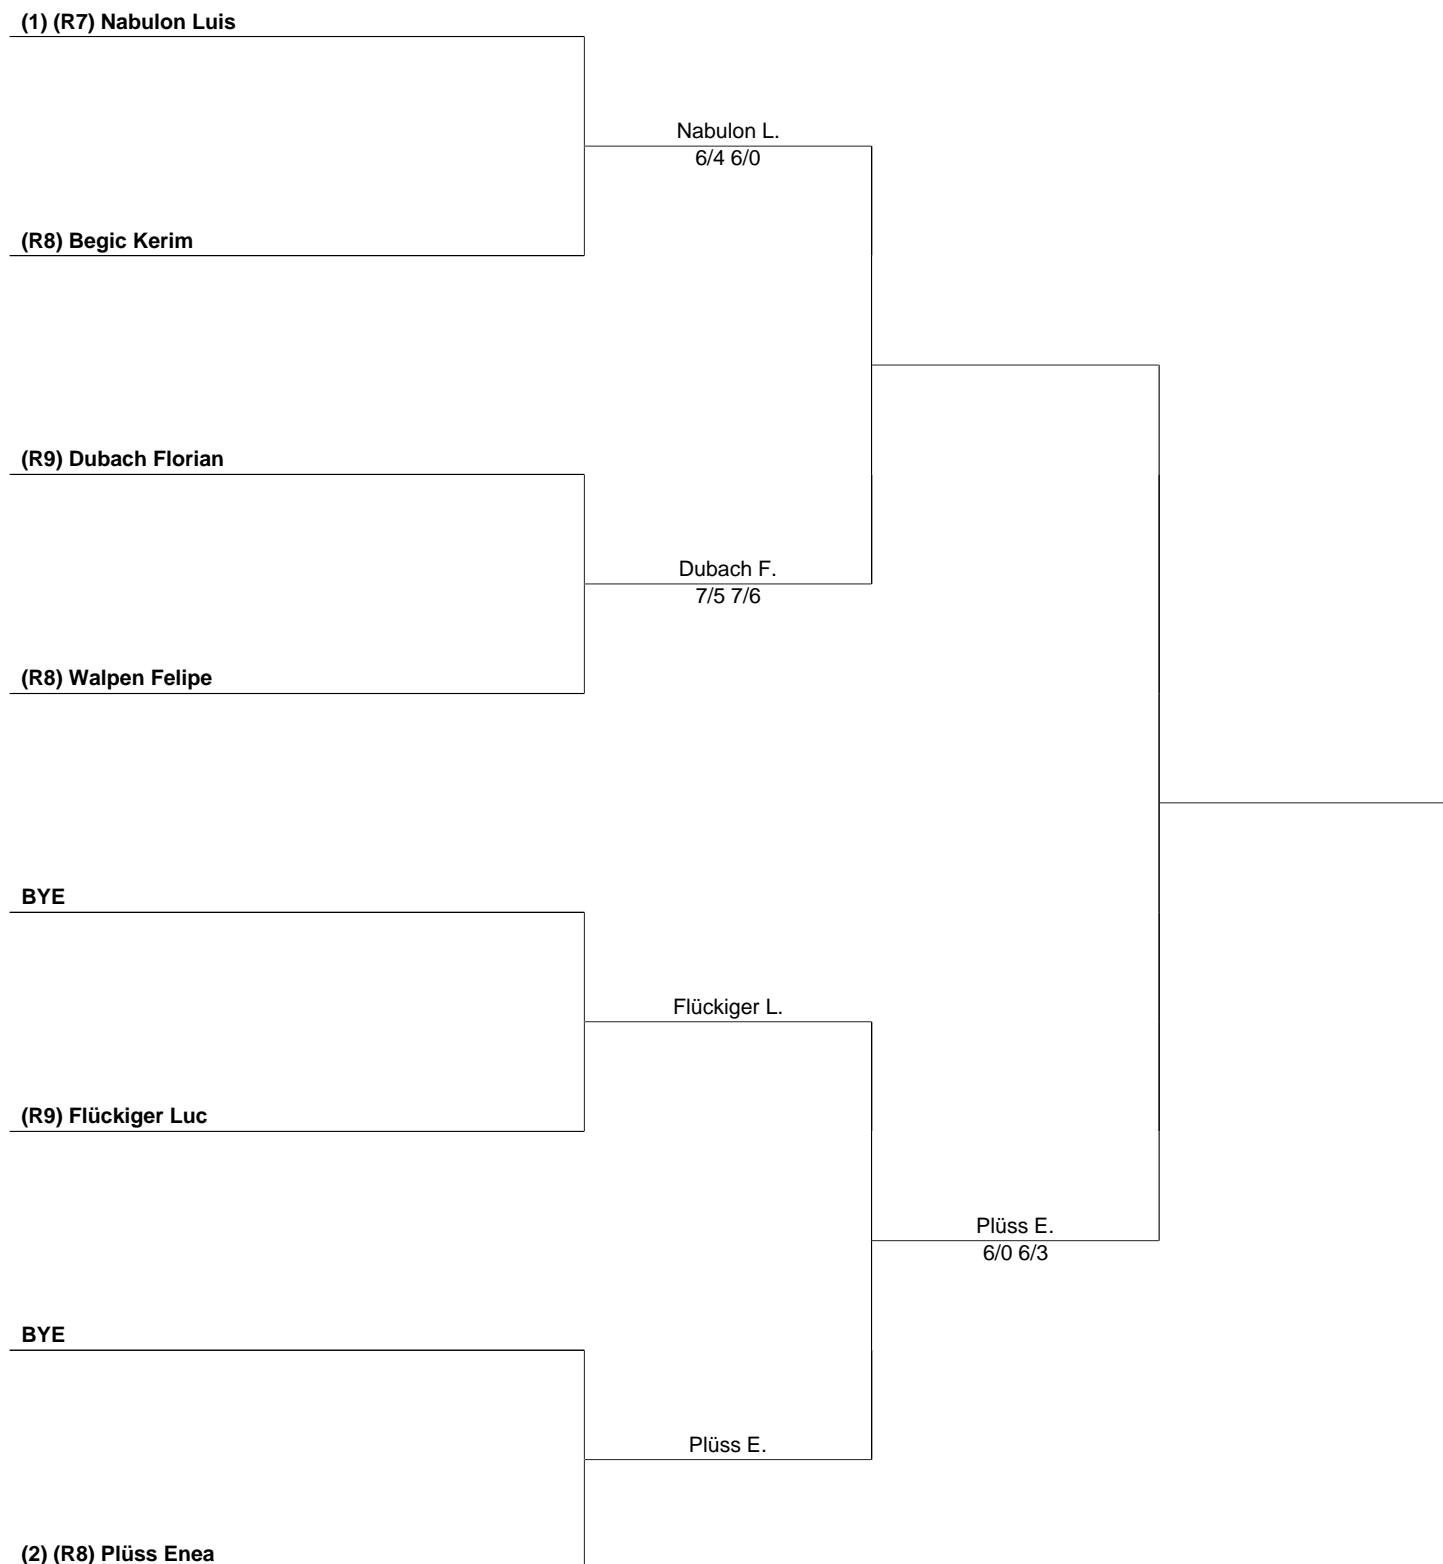 (1) (R7) Nabulon Luis
Nabulon L.
6/4 6/0
(R8) Begic Kerim
(R9) Dubach Florian
Dubach F.
7/5 7/6
(R8) Walpen Felipe
BYE
Flückiger L.
(R9) Flückiger Luc
Plüss E.
6/0 6/3
BYE
Plüss E.
(2) (R8) Plüss Enea